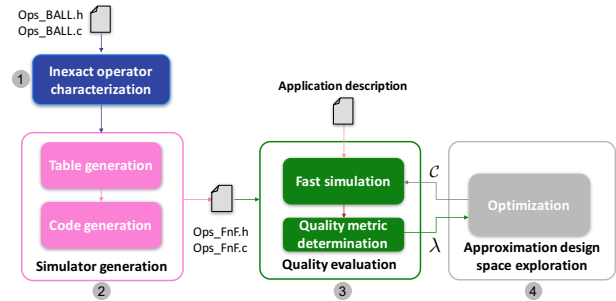 Ops_BALL.h
Ops_BALL.c
1
Inexact operator
characterization
Table generation
Code generation
Simulator generation
2
Ops_FnF.h
Ops_FnF.c
Application description
Fast simulation
Quality metric
determination
Quality evaluation
3
C
λ
Optimization
Approximation design
space exploration
4